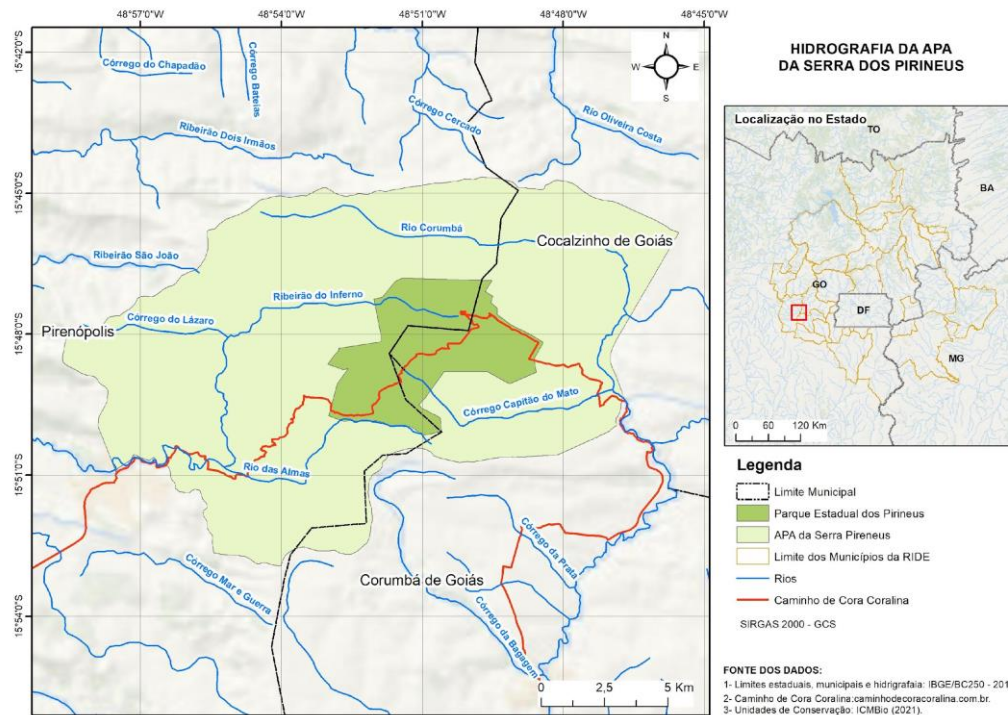 48°57'0"O
48°54'0"O
48°51'0"O
48°48'0"O
48°45'0"O
15°42'0"S
15°45'0"S
15°48'0"S
15°51'0"S
15°54'0"S
N
W E
S
Córrego do Chapadão
Córrego Bateias
Córrego Cercado
Rio Oliveira Costa
Ribeirão Dois Irmãos
Rio Corumbá
Cocalzinho de Goiás
Ribeirão São João
Ribeirão do Inferno
Córrego do Lázaro
Pirenópolis
Córrego Capitão do Mato
Rio das Almas
Córrego da Prata
Corumbá de Goiás
Córrego Mar e Guerra
Córrego da Bagagem
0 2,5 5 Km
HIDROGRAFIA DA APA
DA SERRA DOS PIRINEUS
Localização no Estado
TO
BA
GO
DF
MG
0 60 120 Km
Legenda
Limite Municipal
Parque Estadual dos Pirineus
APA da Serra Pireneus
Limite dos Municípios da RIDE
Rios
Caminho de Cora Coralina
SIRGAS 2000 - GCS
FONTE DOS DADOS:
1- Limites estaduais, municipais e hidrigrafaia: IBGE/BC250 - 201
2- Caminho de Cora Coralina:caminhodecoracoralina.com.br.
3- Unidades de Conservação: ICMBio (2021).